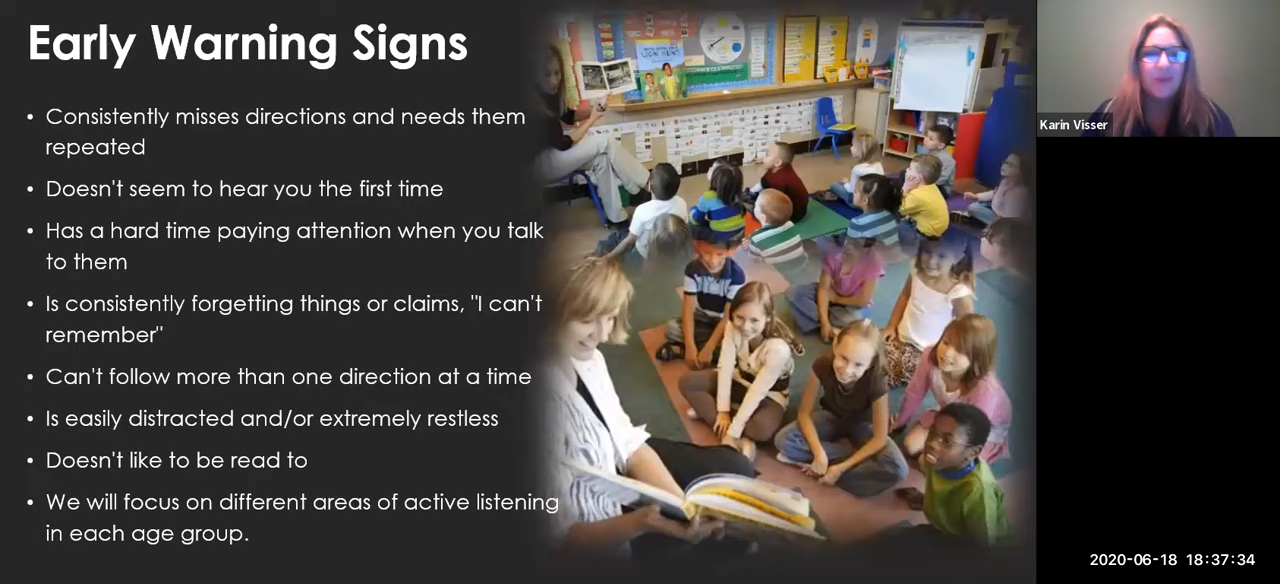 Early Warning Signs
• Consistently misses directions and needs them
repeated
• Doesn't seem to hear you the first time
• Has a hard time paying attention when you talk
to them
• Is consistently forgetting things or claims, "I can't
remember"
• Can't follow more than one direction at a time
• Is easily distracted and/or extremely restless
• Doesn't like to be read to
• We will focus on different areas of active listening
in each age group.
Karin Visser
2020-06-18 18:37:34